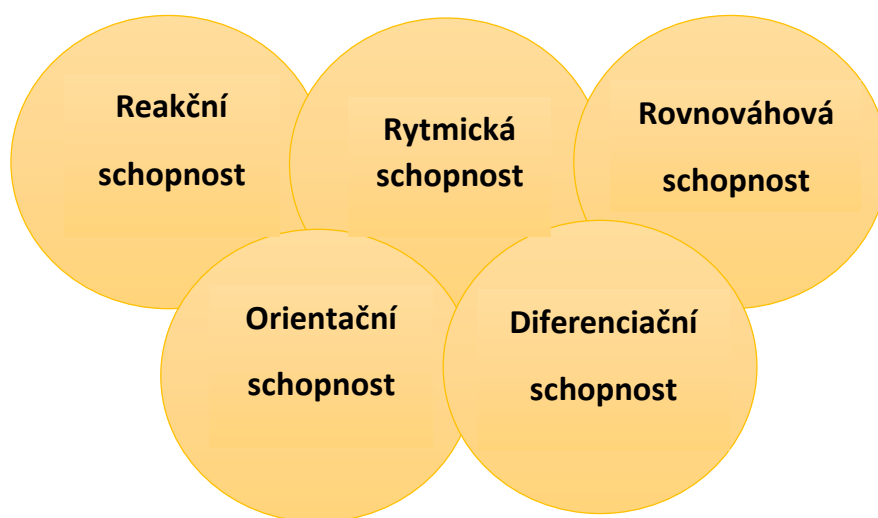 Reakční
schopnost
Rytmická
schopnost
Rovnováhová
schopnost
Orientační
schopnost
Diferenciační
schopnost